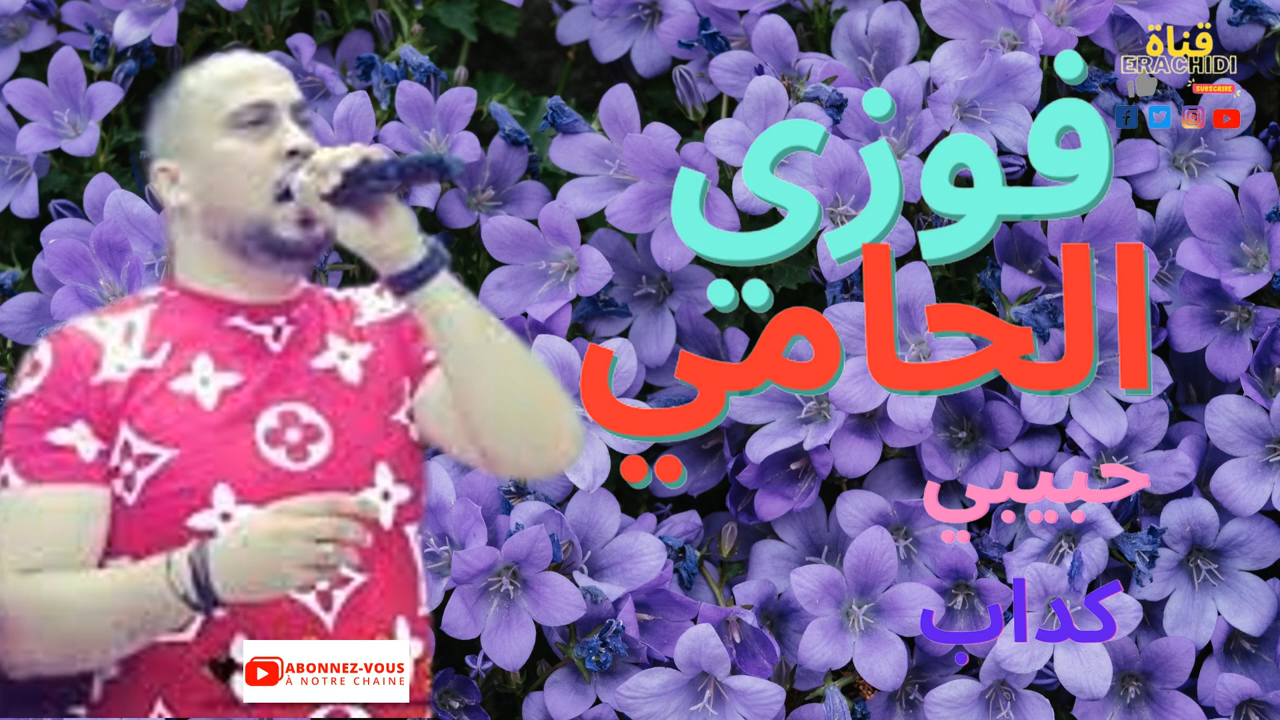 قناة
ERACHIDI
SUBSCRIBE
فوزي
الحامي
حبيبي
كداب
ABONNEZ-VOUS
À NOTRE CHAINE